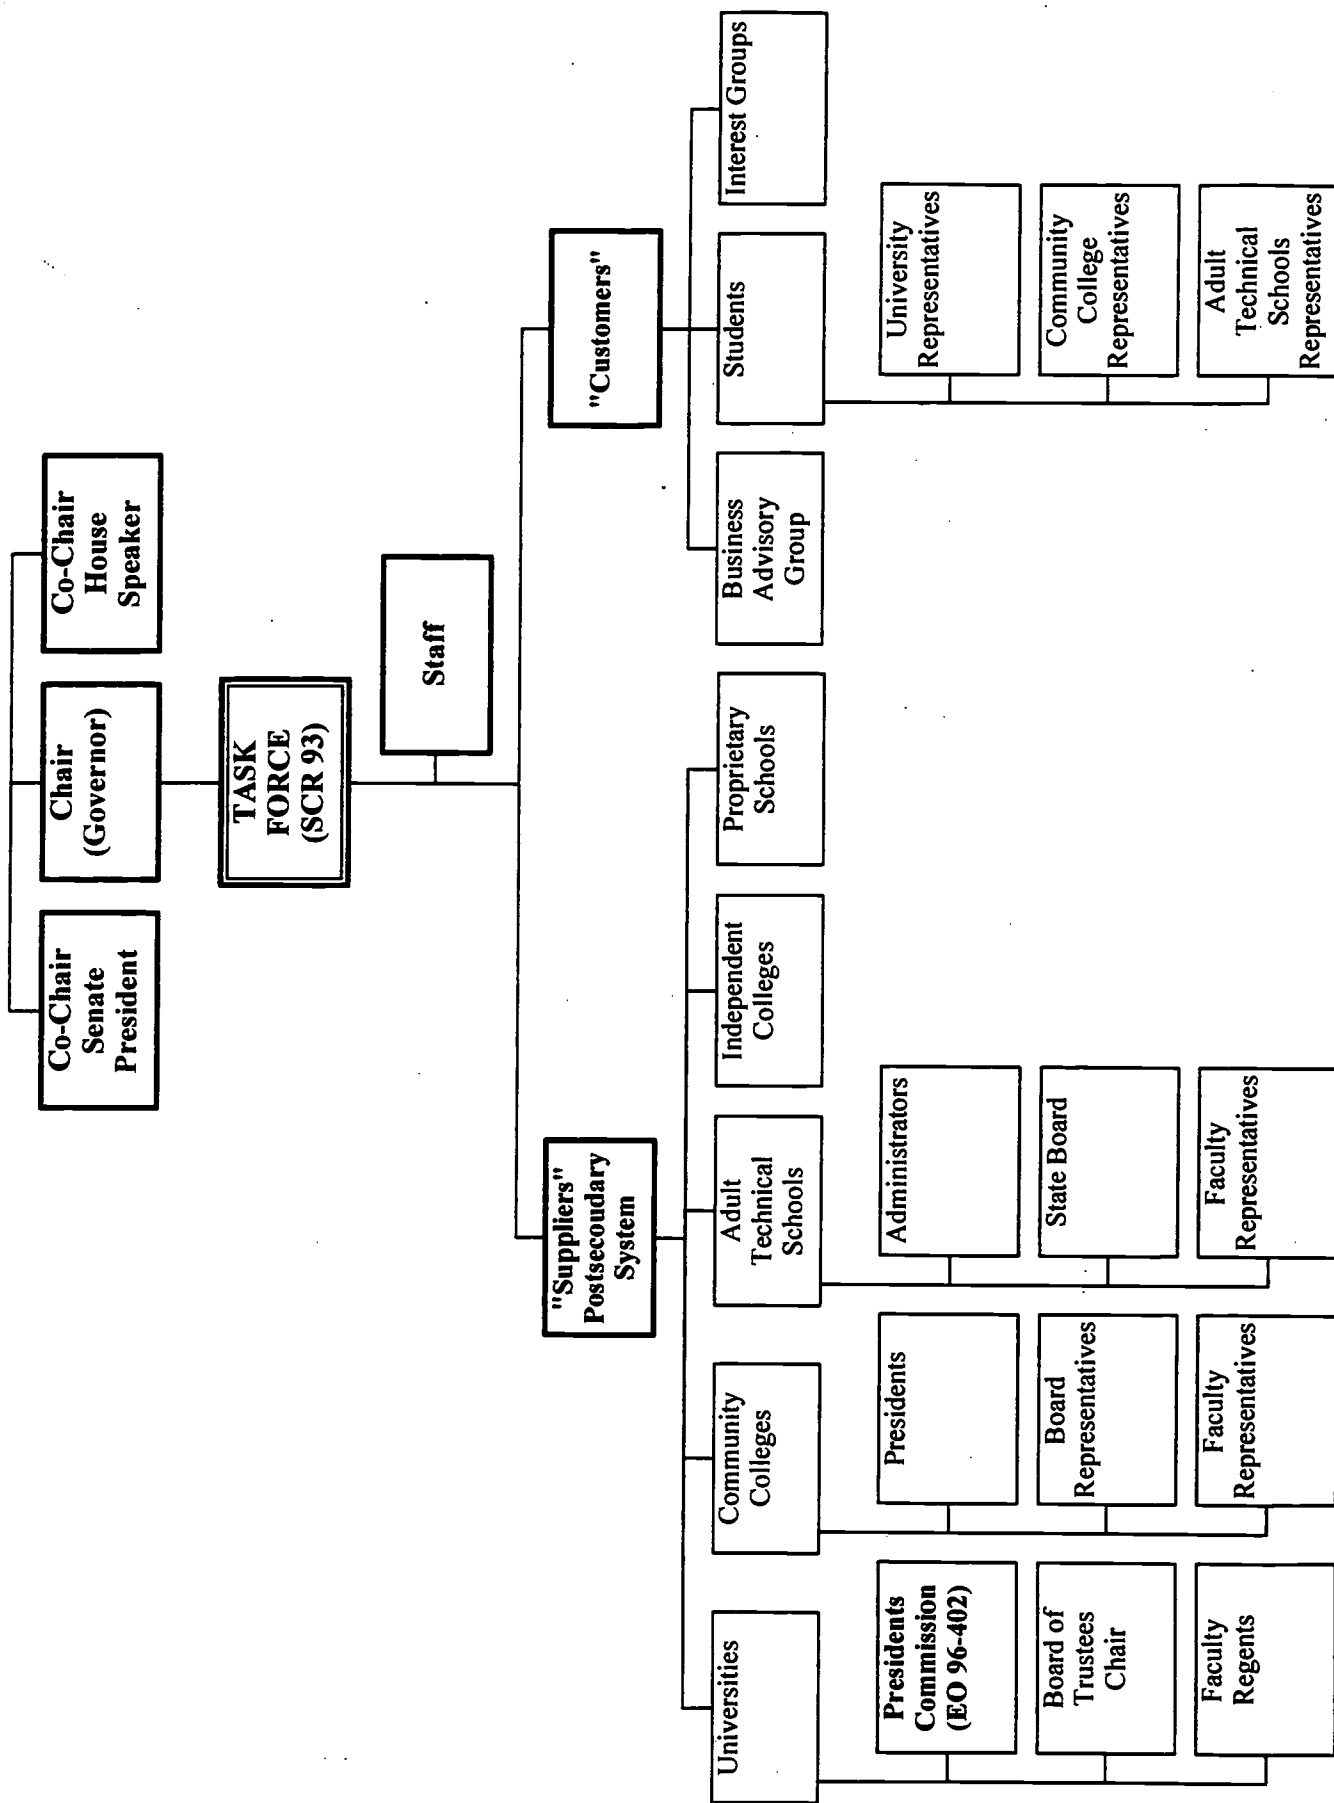 Co-Chair
Senate
President
Chair
(Governor)
Co-Chair
House
Speaker
TASK
FORCE
(SCR 93)
Staff
"Suppliers"
Postsecoudary
System
"Customers"
Universities
Community
Colleges
Adult
Technical
Schools
Independent
Colleges
Proprietary
Schools
Business
Advisory
Group
Students
Interest Groups
Presidents
Commission
(EO 96-402)
Board of
Trustees
Chair
Faculty
Regents
Presidents
Board
Representatives
Faculty
Representatives
Administrators
State Board
Faculty
Representatives
University
Representatives
Community
College
Representatives
Adult
Technical
Schools
Representatives